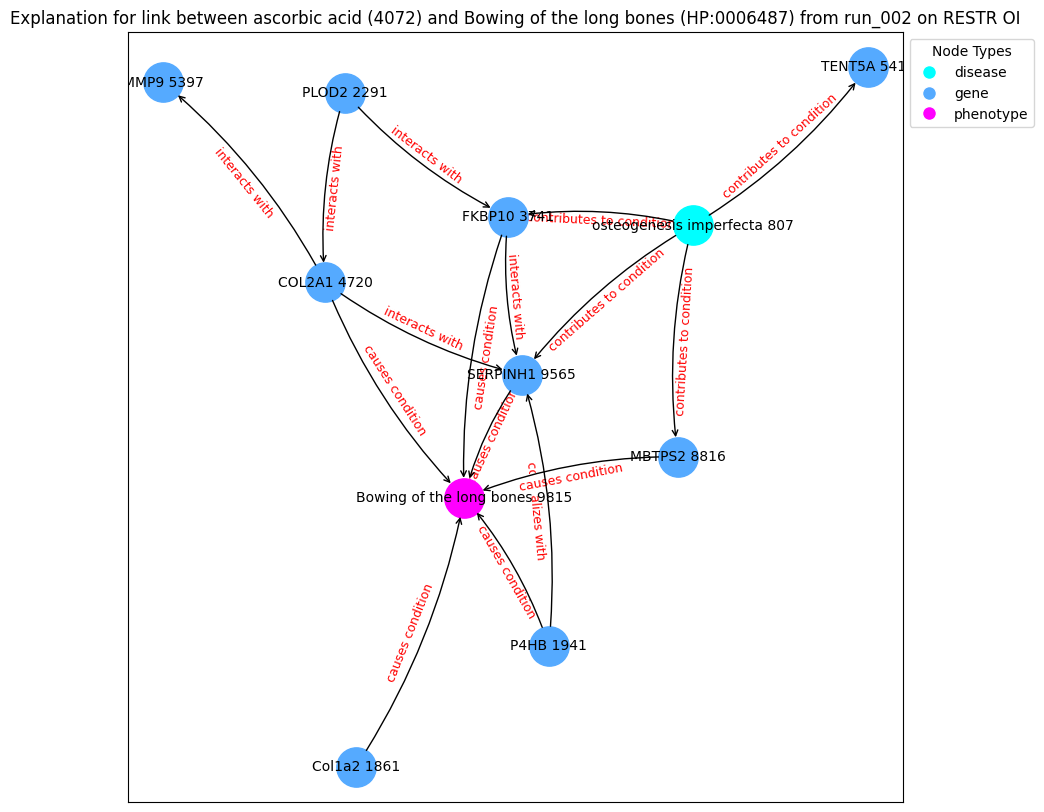 Explanation for link between ascorbic acid (4072) and Bowing of the long bones (HP:0006487) from run_002 on RESTR OI
Node Types
disease
gene
phenotype
MMP9 5397
PLOD2 2291
TENT5A 541
interacts with
contributes to condition
interacts with
interacts with
FKBP10 3741
contributes to condition
osteogenesis imperfecta 807
COL2A1 4720
interacts with
contributes to condition
contributes to condition
interacts with
causes condition
SERPINH1 9565
causes condition
causes condition
MBTPS2 8816
causes condition
Bowing of the long bones 9815
alizes with
causes condition
causes condition
P4HB 1941
Col1a2 1861